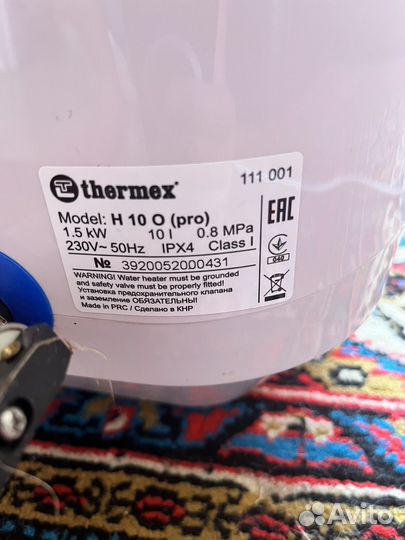 thermex® 111 001
Model: H 10 O (pro)
1.5 kW 10 l 0.8 MPa
230V~ 50Hz IPX4 Class I
№ 3920052000431
EAC
040
WARNING! Water heater must be grounded
and safety valve must be properly fitted!
Установка предохранительного клапана
и заземление ОБЯЗАТЕЛЬНЫ!
Made in PRC / Сделано в КНР
Avito